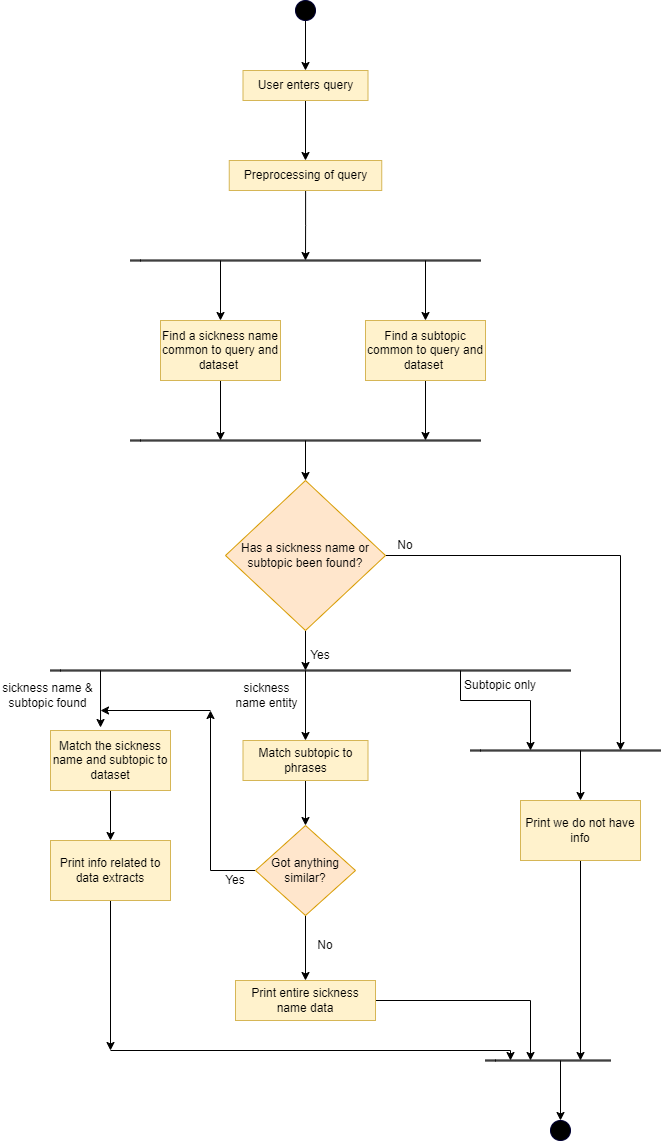 User enters query
Preprocessing of query
Find a sickness name
common to query and
dataset
Find a subtopic
common to query and
dataset
Has a sickness name or
subtopic been found?
No
Yes
sickness name &
subtopic found
sickness
name entity
Subtopic only
Match the sickness
name and subtopic to
dataset
Match subtopic to
phrases
Print we do not have
info
Print info related to
data extracts
Got anything
similar?
Yes
No
Print entire sickness
name data